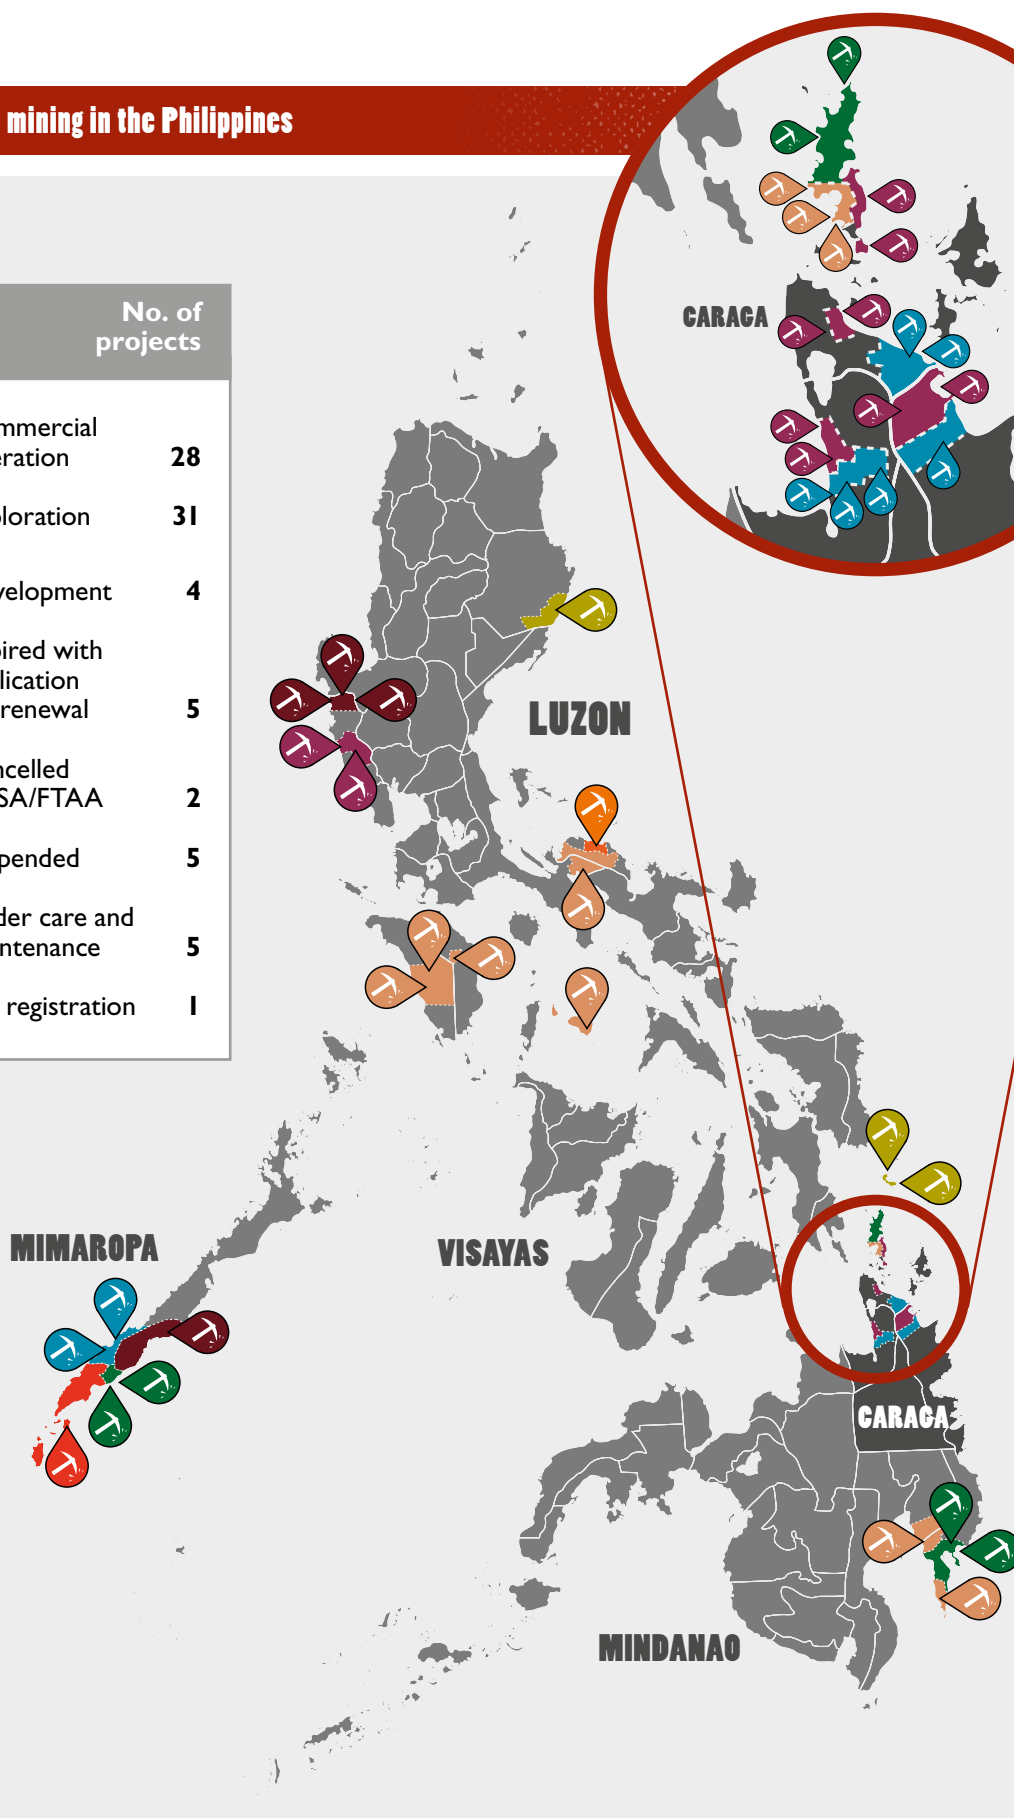 mining in the Philippines
No. of
projects
mmercial
eration 28
loration 31
velopment 4
pired with
lication
renewal 5
ncelled
SA/FTAA 2
pended 5
der care and
ntenance 5
registration 1
CARAGA
LUZON
MIMAROPA
VISAYAS
CARAGA
MINDANAO